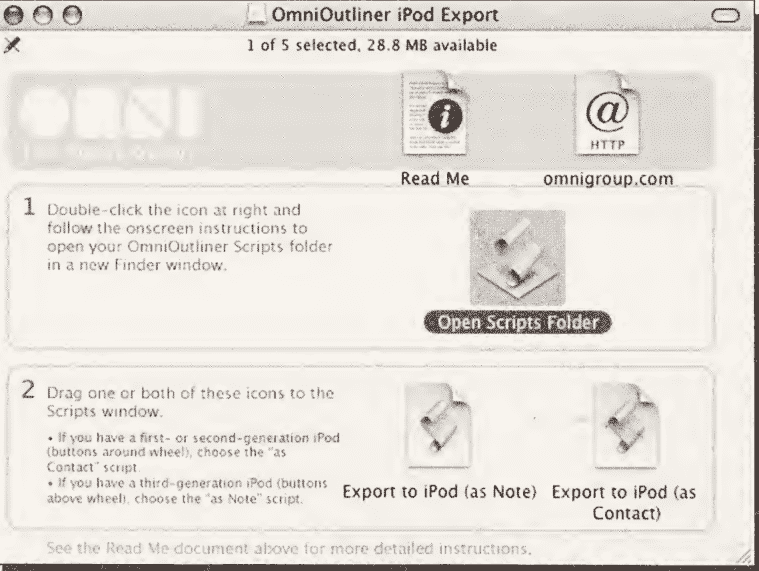 OmniOutliner iPod Export
1 of 5 selected, 28.8 MB available
OMNI
i
@
HTTP
Read Me
omnigroup.com
1
Double-click the icon at right and
follow the onscreen instructions to
open your OmniOutliner Scripts folder
in a new Finder window.
Open Scripts Folder
2
Drag one or both of these icons to the
Scripts window.
• If you have a first- or second-generation iPod
(buttons around wheel), choose the "as
Contact" script.
• If you have a third-generation iPod (buttons
above wheel), choose the "as Note" script.
Export to iPod (as Note)
Export to iPod (as
Contact)
See the Read Me document above for more detailed instructions.